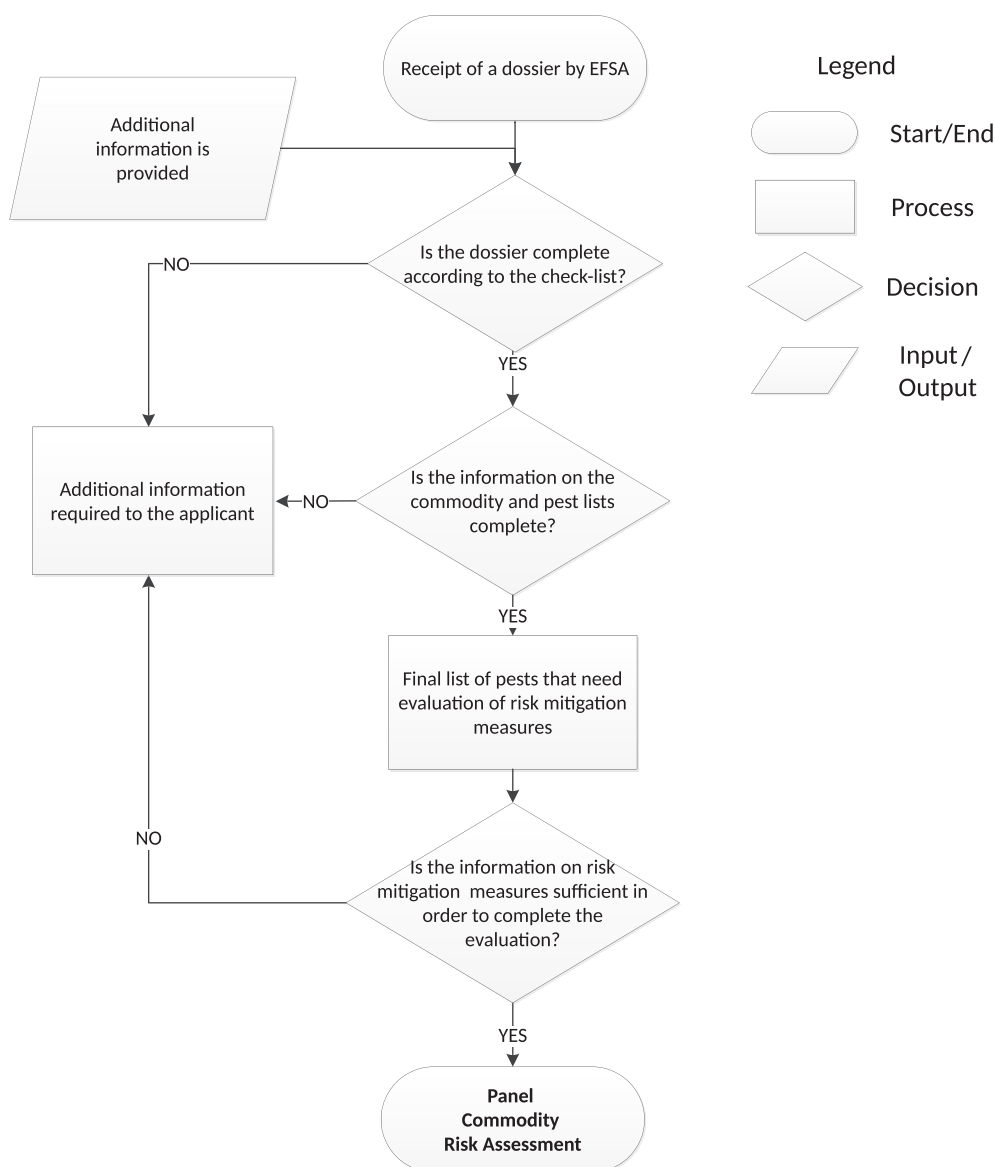 Receipt of a dossier by EFSA
Additional
information is
provided
Is the dossier complete
according to the check-list?
NO
YES
Is the information on the
commodity and pest lists
complete?
NO
Additional information
required to the applicant
YES
Final list of pests that need
evaluation of risk mitigation
measures
Is the information on risk
mitigation  measures sufficient in
order to complete the
evaluation?
NO
YES
Panel
Commodity
Risk Assessment
Legend
Start/End
Process
Decision
Input /
Output